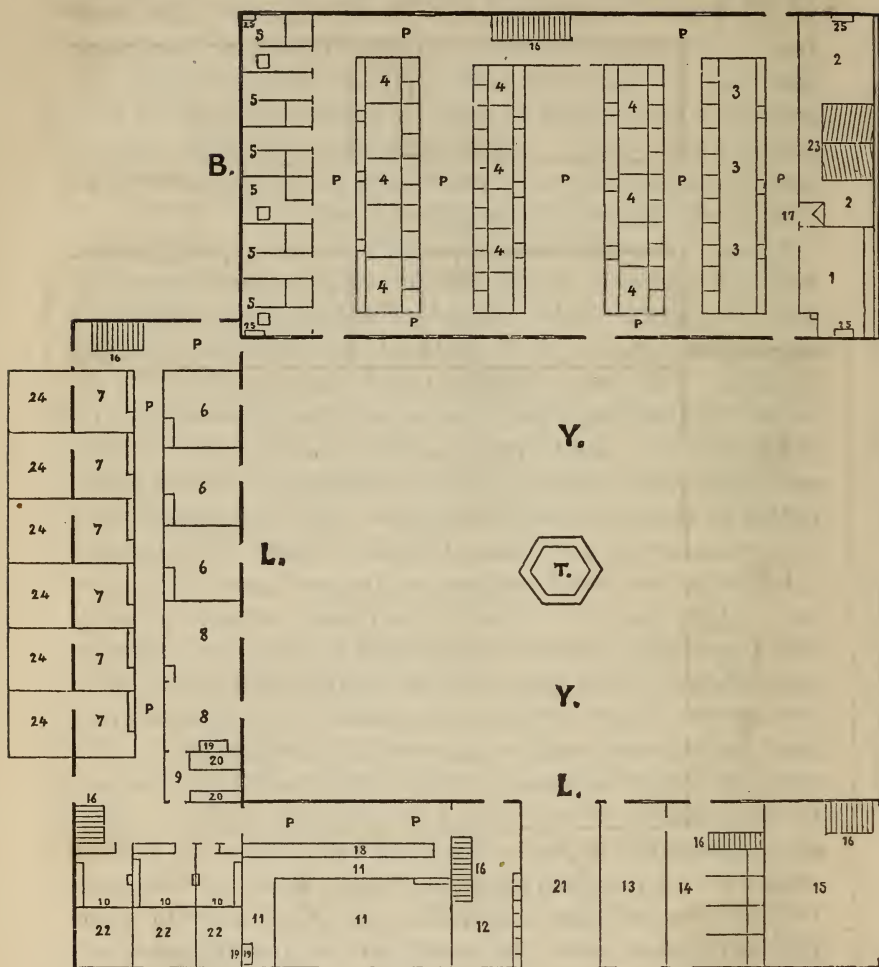 25 5 P 16 P 25
2
4 4 4 3
5
23
B. 5 P 4 P 4 P 4 P 3 P
5
2
17
5 4 4 3
1
5 4 4 4
25 P P 25
16 P
24 7 P 6 Y.
24 7 6
24 7 L. T.
6
24 7
8
24 7
24 7 P 8 Y.
19
9 20
20 L.
16
P P
18 16 16 16
11
21 13 14 15
10 10 10
22 22 22 11 11 12
19 19